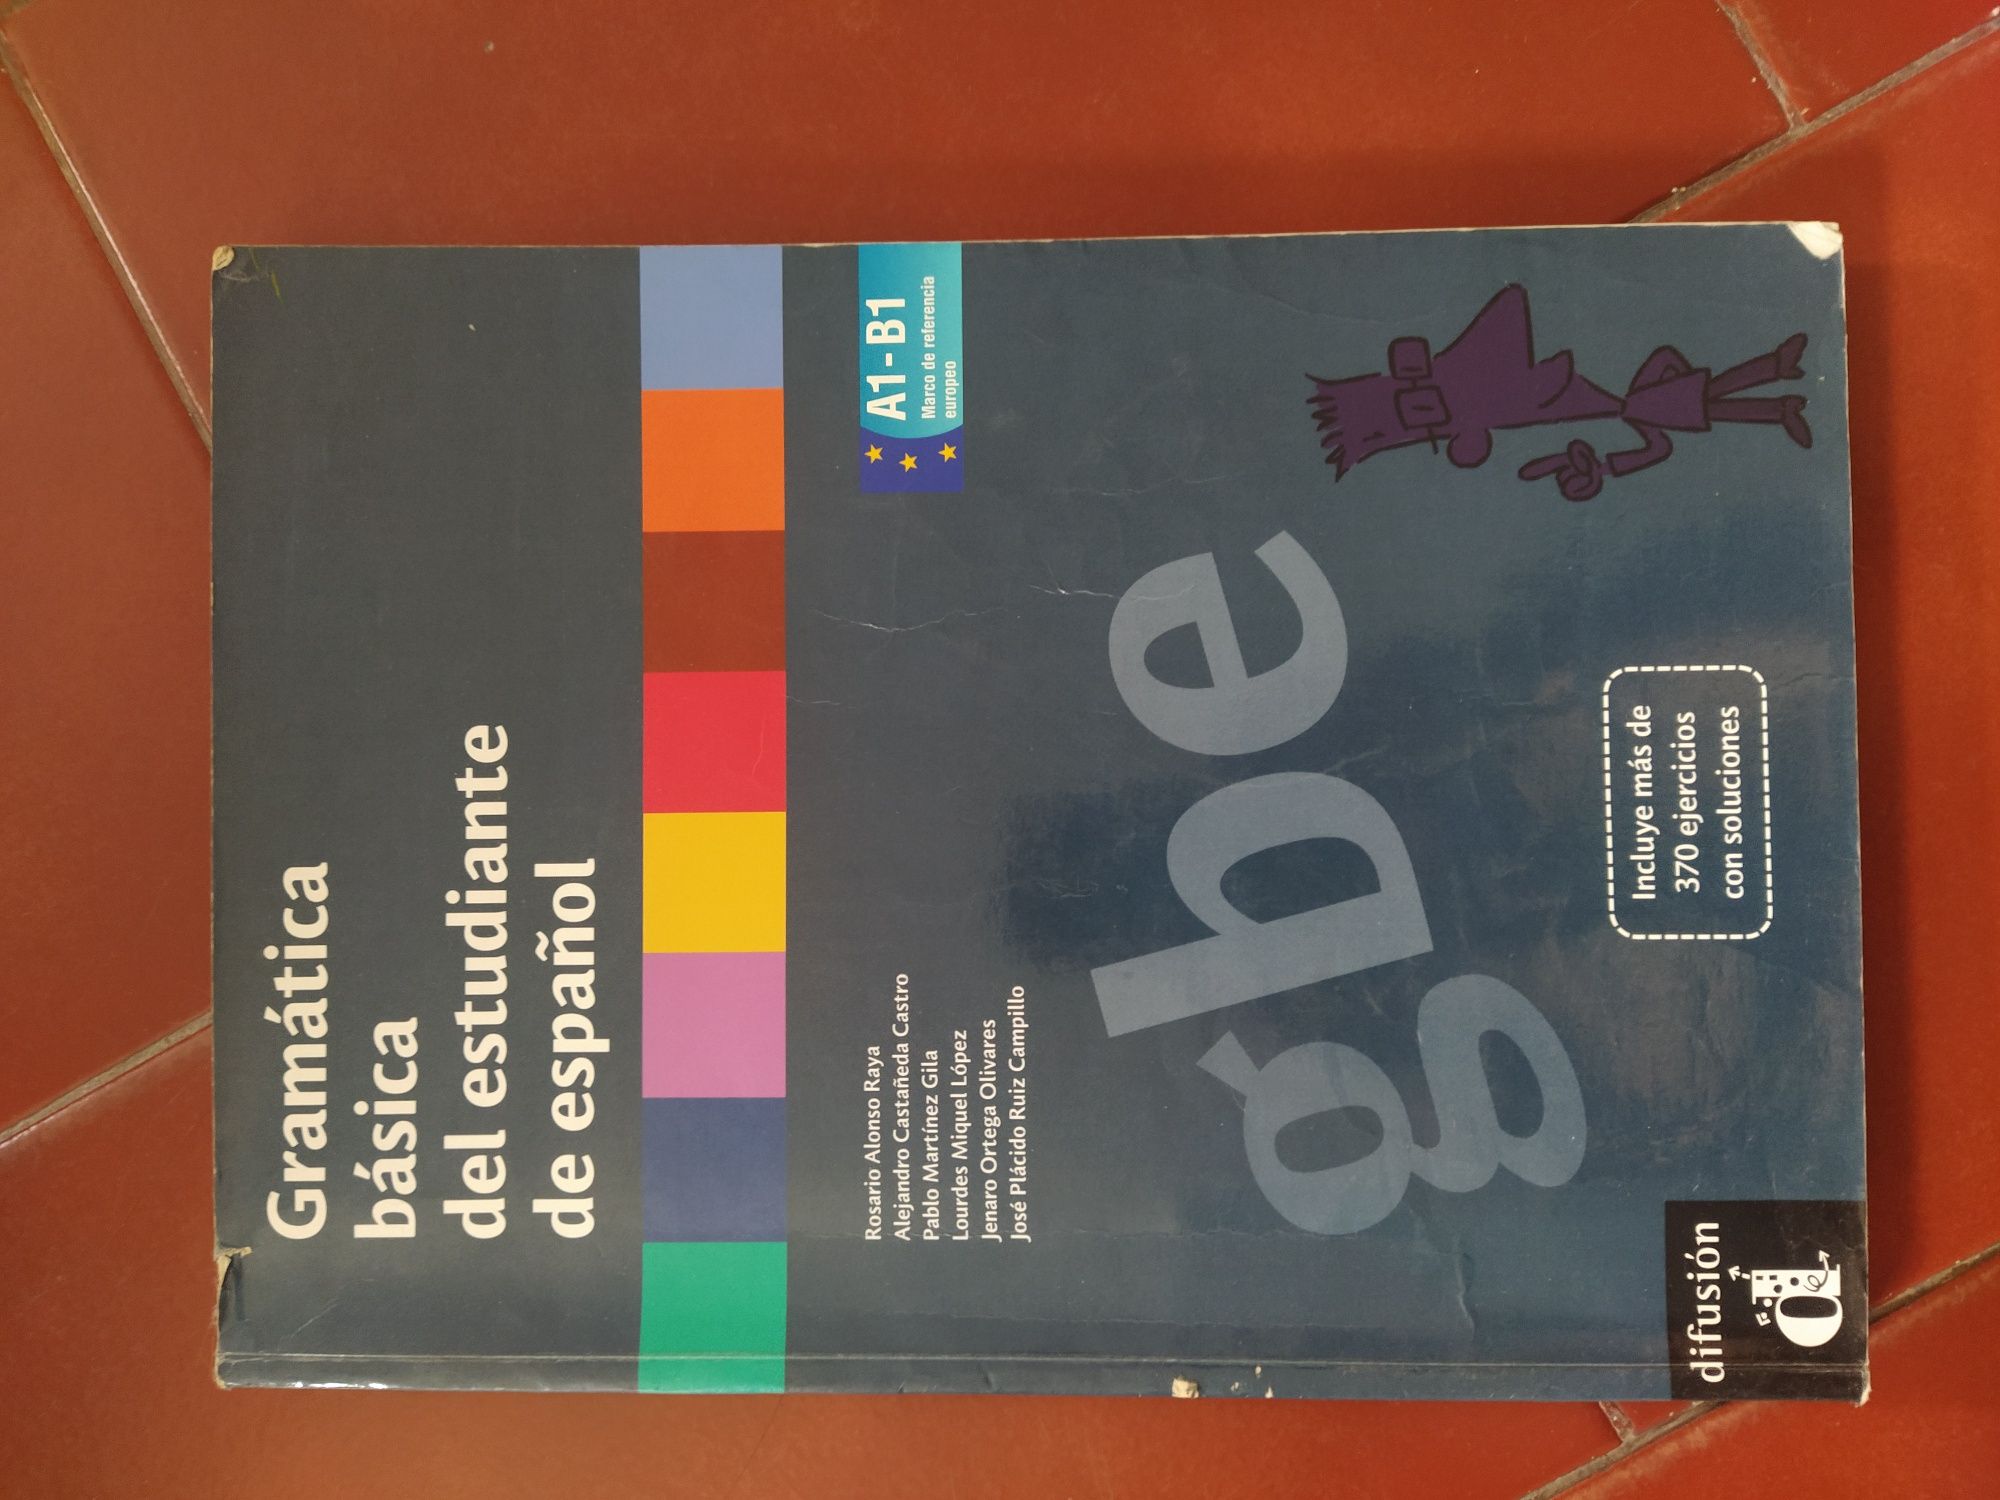 Gramática
básica
del estudiante
de español
A1-B1
Marco de referencia
europeo
Rosario Alonso Raya
Alejandro Castañeda Castro
Pablo Martínez Gila
Lourdes Miquel López
Jenaro Ortega Olivares
José Plácido Ruiz Campillo
gbe
Incluye más de
370 ejercicios
con soluciones
difusión
d